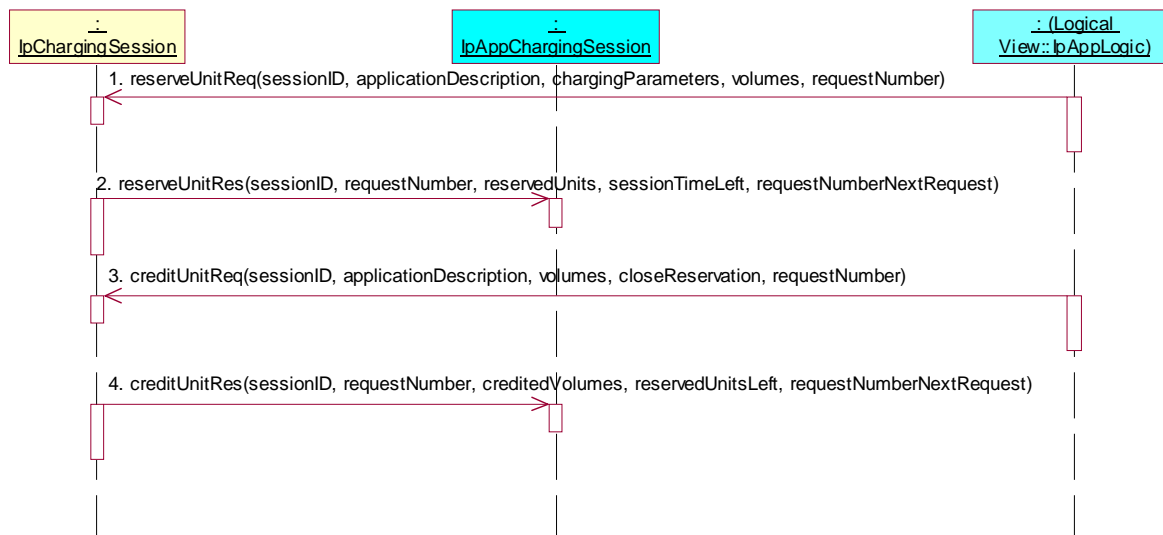 :
IpChargingSession
:
IpAppChargingSession
: (Logical
View::IpAppLogic)
1. reserveUnitReq(sessionID, applicationDescription, chargingParameters, volumes, requestNumber)
2. reserveUnitRes(sessionID, requestNumber, reservedUnits, sessionTimeLeft, requestNumberNextRequest)
3. creditUnitReq(sessionID, applicationDescription, volumes, closeReservation, requestNumber)
4. creditUnitRes(sessionID, requestNumber, creditedVolumes, reservedUnitsLeft, requestNumberNextRequest)